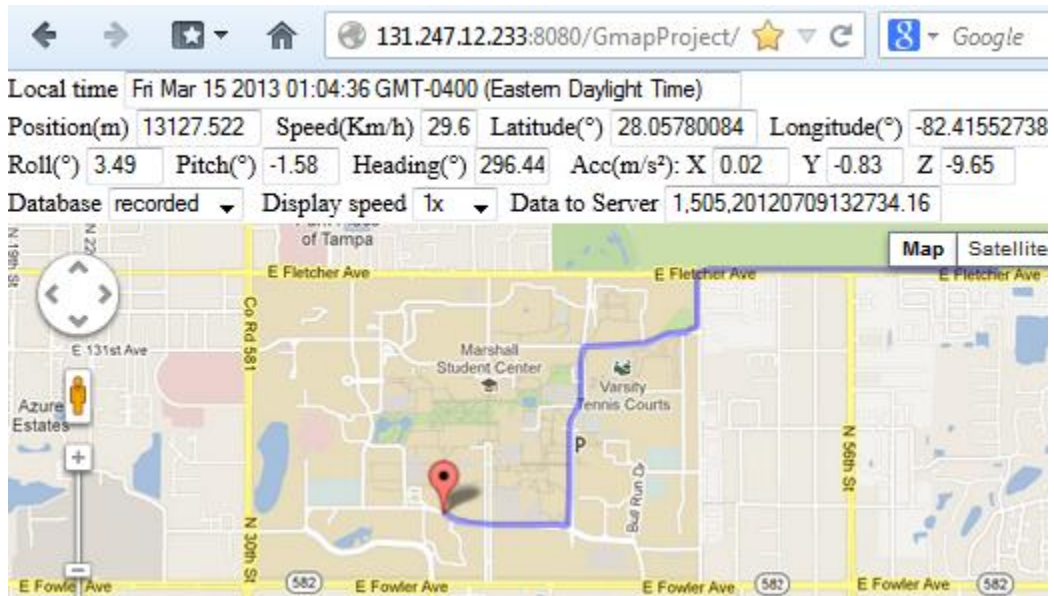 131.247.12.233:8080/GmapProject/ Google
Local time Fri Mar 15 2013 01:04:36 GMT-0400 (Eastern Daylight Time)
Position(m) 13127.522 Speed(Km/h) 29.6 Latitude(°) 28.05780084 Longitude(°) -82.41552738
Roll(°) 3.49 Pitch(°) -1.58 Heading(°) 296.44 Acc(m/s²): X 0.02 Y -0.83 Z -9.65
Database recorded Display speed 1x Data to Server 1,505,20120709132734.16
N 19th St
N 22
of Tampa
Map Satellite
E Fletcher Ave E Fletcher Ave E Fletcher Ave
Co Rd 581
E 131st Ave
Marshall
Student Center
Varsity
Tennis Courts
Azure
Estates
P
N 56th St
Bull Run Dr
N 30th St
E Fowler Ave 582 E Fowler Ave E Fowler Ave 582 E Fowler Ave 582